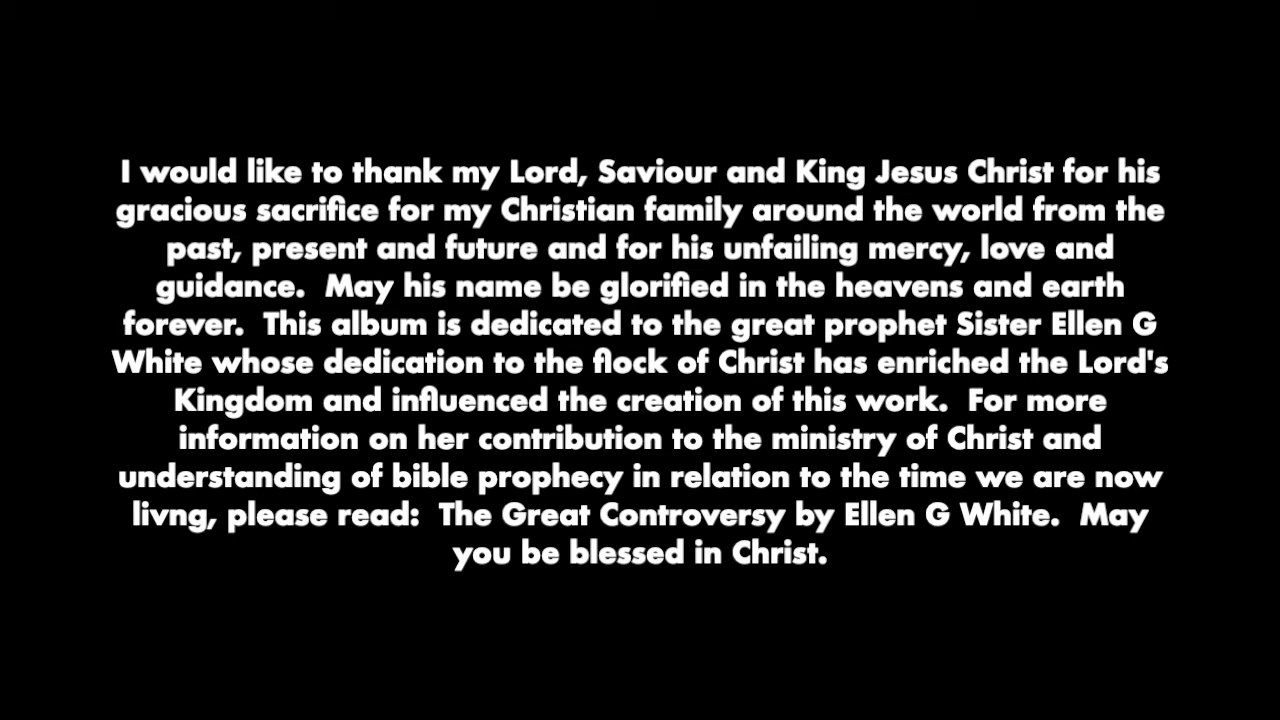 I would like to thank my Lord, Saviour and King Jesus Christ for his
gracious sacrifice for my Christian family around the world from the
past, present and future and for his unfailing mercy, love and
guidance.  May his name be glorified in the heavens and earth
forever.  This album is dedicated to the great prophet Sister Ellen G
White whose dedication to the flock of Christ has enriched the Lord's
Kingdom and influenced the creation of this work.  For more
information on her contribution to the ministry of Christ and
understanding of bible prophecy in relation to the time we are now
livng, please read:  The Great Controversy by Ellen G White.  May
you be blessed in Christ.